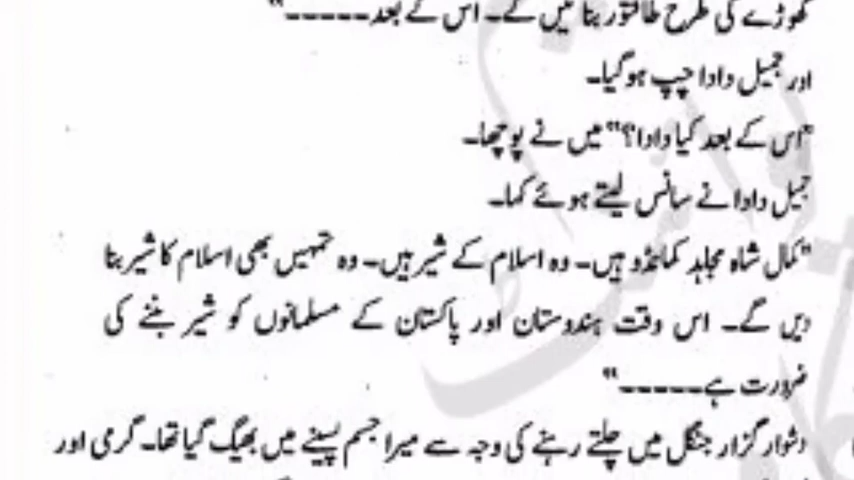 گھوڑے کی طرح طاقتور بنا دیں گے۔ اس کے بعد-----"
اور جمیل دادا چپ ہوگیا۔
"اس کے بعد کیا دادا؟" میں نے پوچھا۔
جمیل دادا نے سانس لیتے ہوئے کہا۔
"کمال شاہ مجاہد کمانڈو ہیں۔ وہ اسلام کے شیر ہیں۔ وہ تمہیں بھی اسلام کا شیر بنا
دیں گے۔ اس وقت ہندوستان اور پاکستان کے مسلمانوں کو شیر بننے کی
ضرورت ہے-----"
دشوار گزار جنگل میں چلتے رہنے کی وجہ سے میرا جسم پسینے میں بھیگ گیا تھا۔ گرمی اور